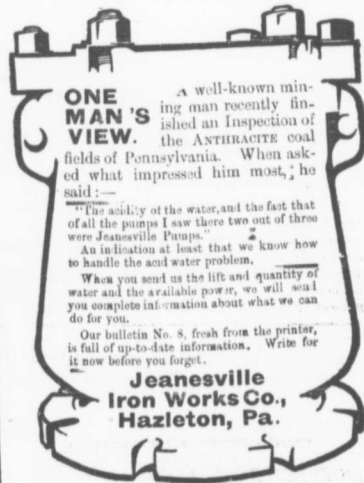 ONE MAN'S VIEW.
A well-known min-
ing man recently fin-
ished an Inspection of
the ANTHRACITE coal
fields of Pennsylvania. When ask-
ed what impressed him most, he
said :—
"The acidity of the water, and the fact that
of all the pumps I saw there two out of three
were Jeanesville Pumps."
An indication at least that we know how
to handle the acid water problem.
When you send us the lift and quantity of
water and the available power, we will send
you complete information about what we can
do for you.
Our bulletin No. 8, fresh from the printer,
is full of up-to-date information. Write for
it now before you forget.
Jeanesville
Iron Works Co.,
Hazleton, Pa.